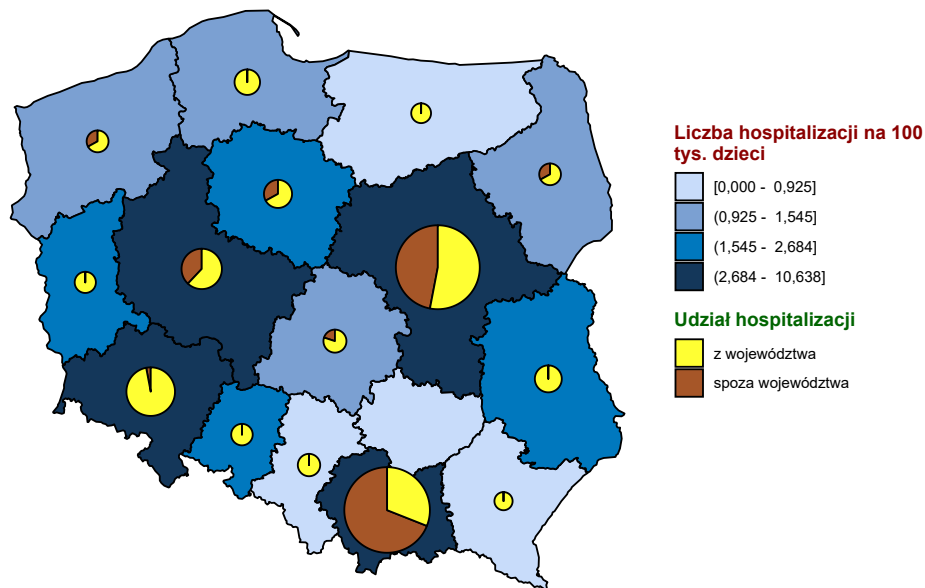 Liczba hospitalizacji na 100
tys. dzieci
[0,000 - 0,925]
(0,925 - 1,545]
(1,545 - 2,684]
(2,684 - 10,638]
Udział hospitalizacji
z województwa
spoza województwa